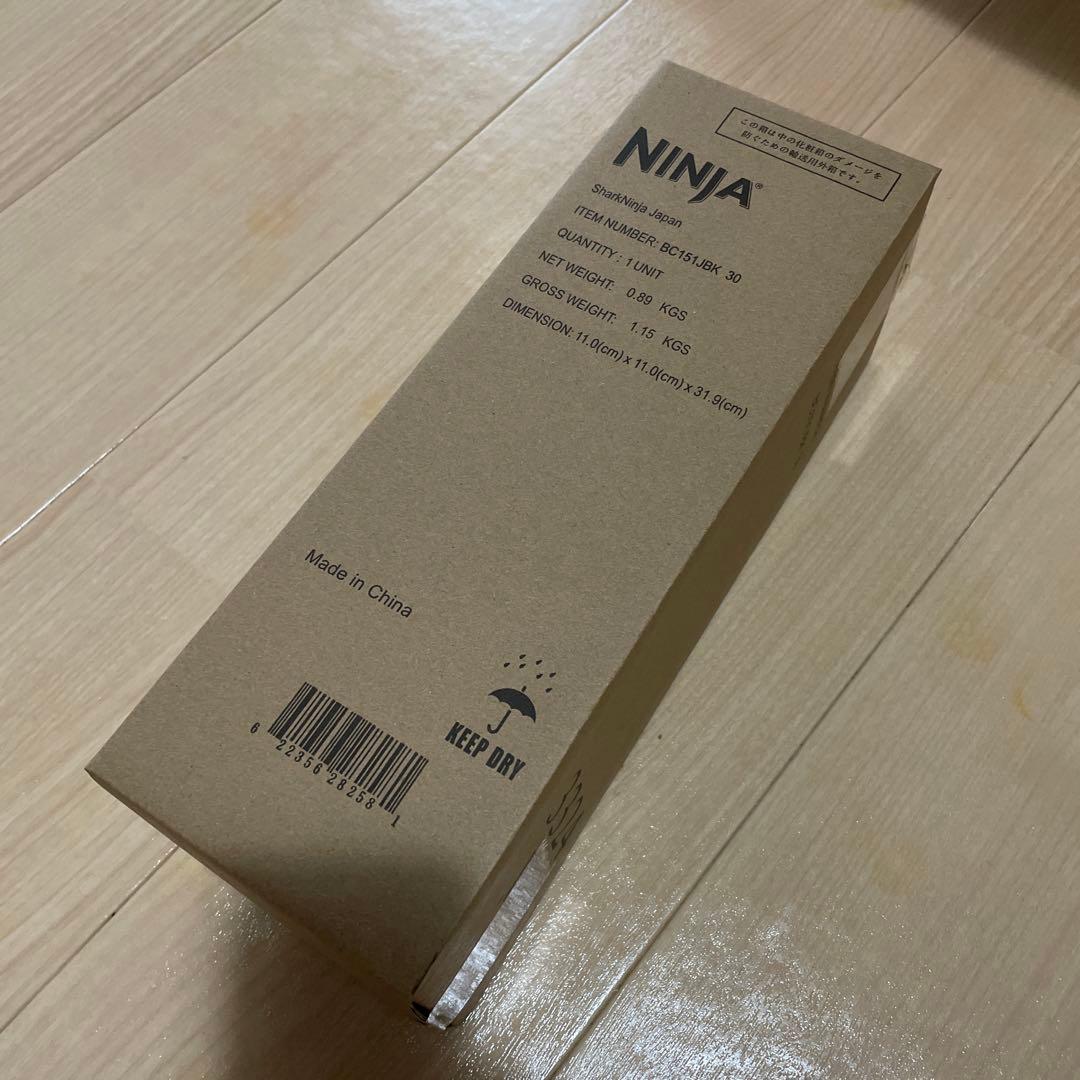 この箱は中の化粧箱のダメージを
防ぐための輸送用外箱です。
NINJA®
SharkNinja Japan
ITEM NUMBER: BC151JBK 30
QUANTITY : 1 UNIT
NET WEIGHT: 0.89 KGS
GROSS WEIGHT: 1.15 KGS
DIMENSION: 11.0(cm) x 11.0(cm) x 31.9(cm)
Made in China
KEEP DRY
6 22356 28258 1